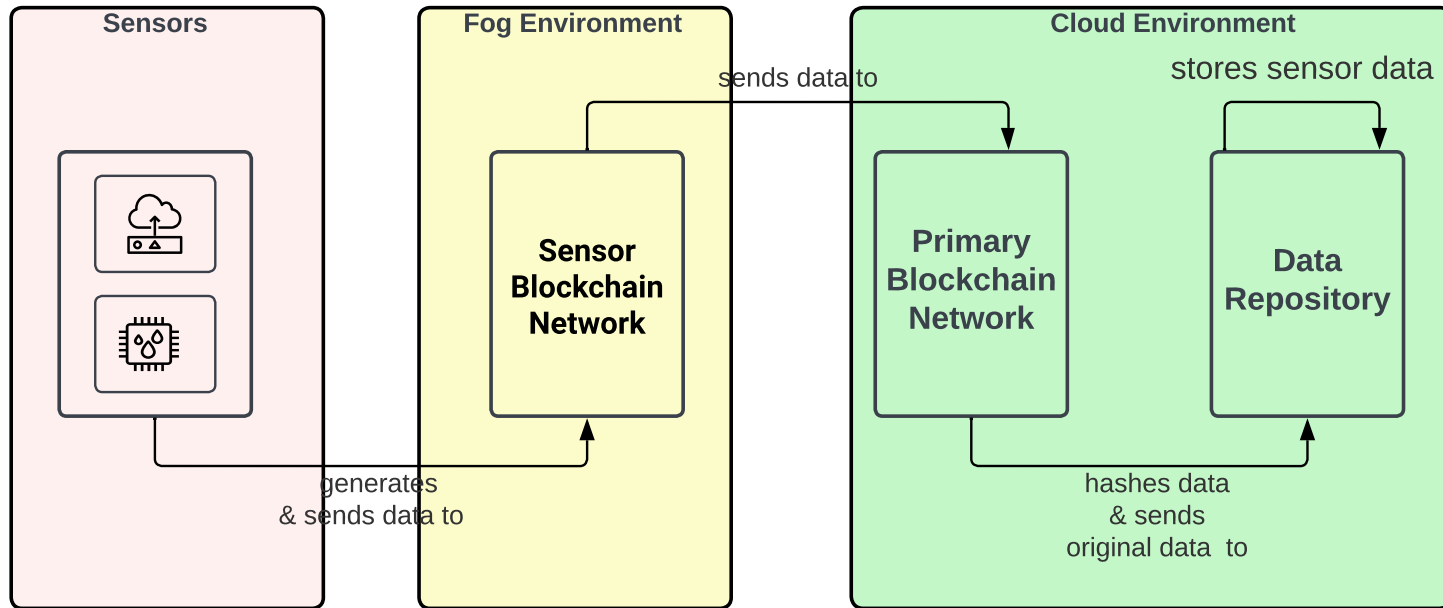 Sensors
Fog Environment
Cloud Environment
stores sensor data
sends data to
Sensor
Blockchain
Network
Primary
Blockchain
Network
Data
Repository
generates
& sends data to
hashes data
& sends
original data  to